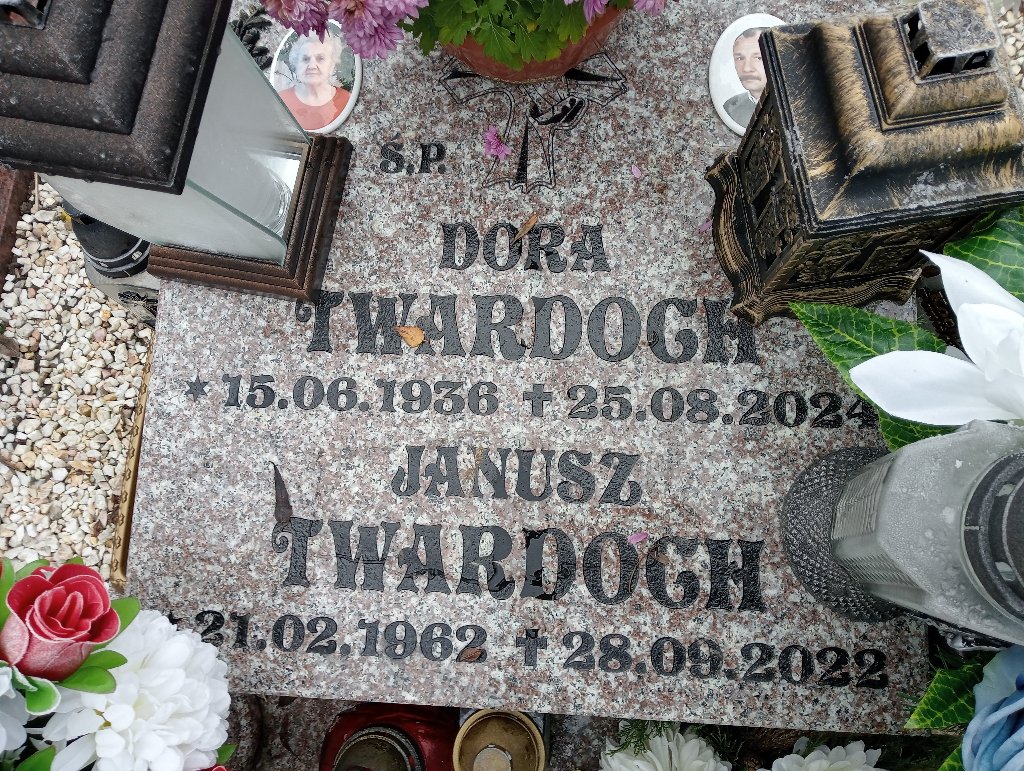 Ś.P.
DORA
TWARDOCH
★ 15.06.1936 ✝ 25.08.2024
JANUSZ
TWARDOCH
★ 21.02.1962 ✝ 28.09.2022